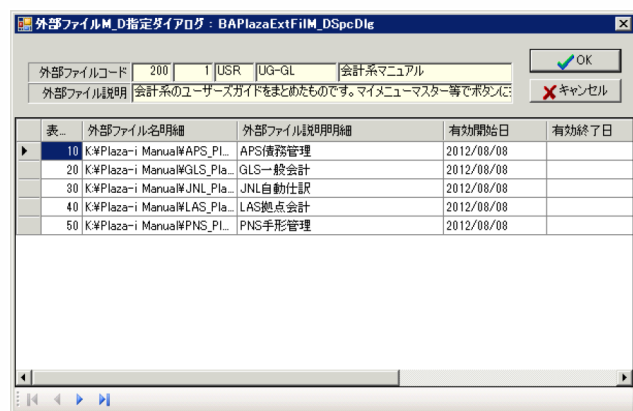 外部ファイルM_D指定ダイアログ：BAPlazaExtFilM_DSpcDlg
外部ファイルコード 200 1 USR UG-GL 会計系マニュアル
OK
外部ファイル説明 会計系のユーザーズガイドをまとめたものです。マイメニューマスター等でボタンに
キャンセル
表... 外部ファイル名明細 外部ファイル説明明細 有効開始日 有効終了日
10 K:¥Plaza-i Manual¥APS_Pl... APS債務管理 2012/08/08
20 K:¥Plaza-i Manual¥GLS_Pla... GLS一般会計 2012/08/08
30 K:¥Plaza-i Manual¥JNL_Pla... JNL自動仕訳 2012/08/08
40 K:¥Plaza-i Manual¥LAS_Pla... LAS拠点会計 2012/08/08
50 K:¥Plaza-i Manual¥PNS_Pl... PNS手形管理 2012/08/08